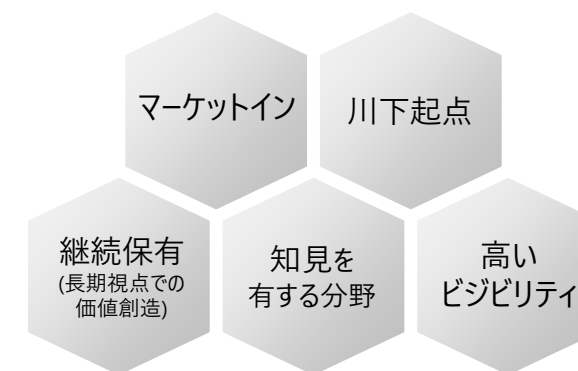 マーケットイン
川下起点
継続保有
(長期視点での
価値創造)
知見を
有する分野
高い
ビジビリティ